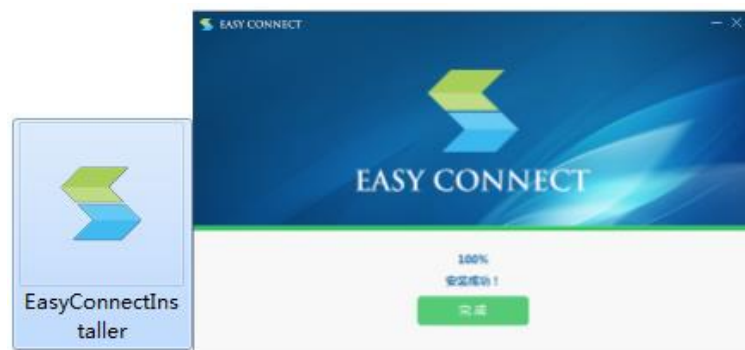 EASY CONNECT
EASY CONNECT
100%
安装成功！
完成
EasyConnectIns
taller